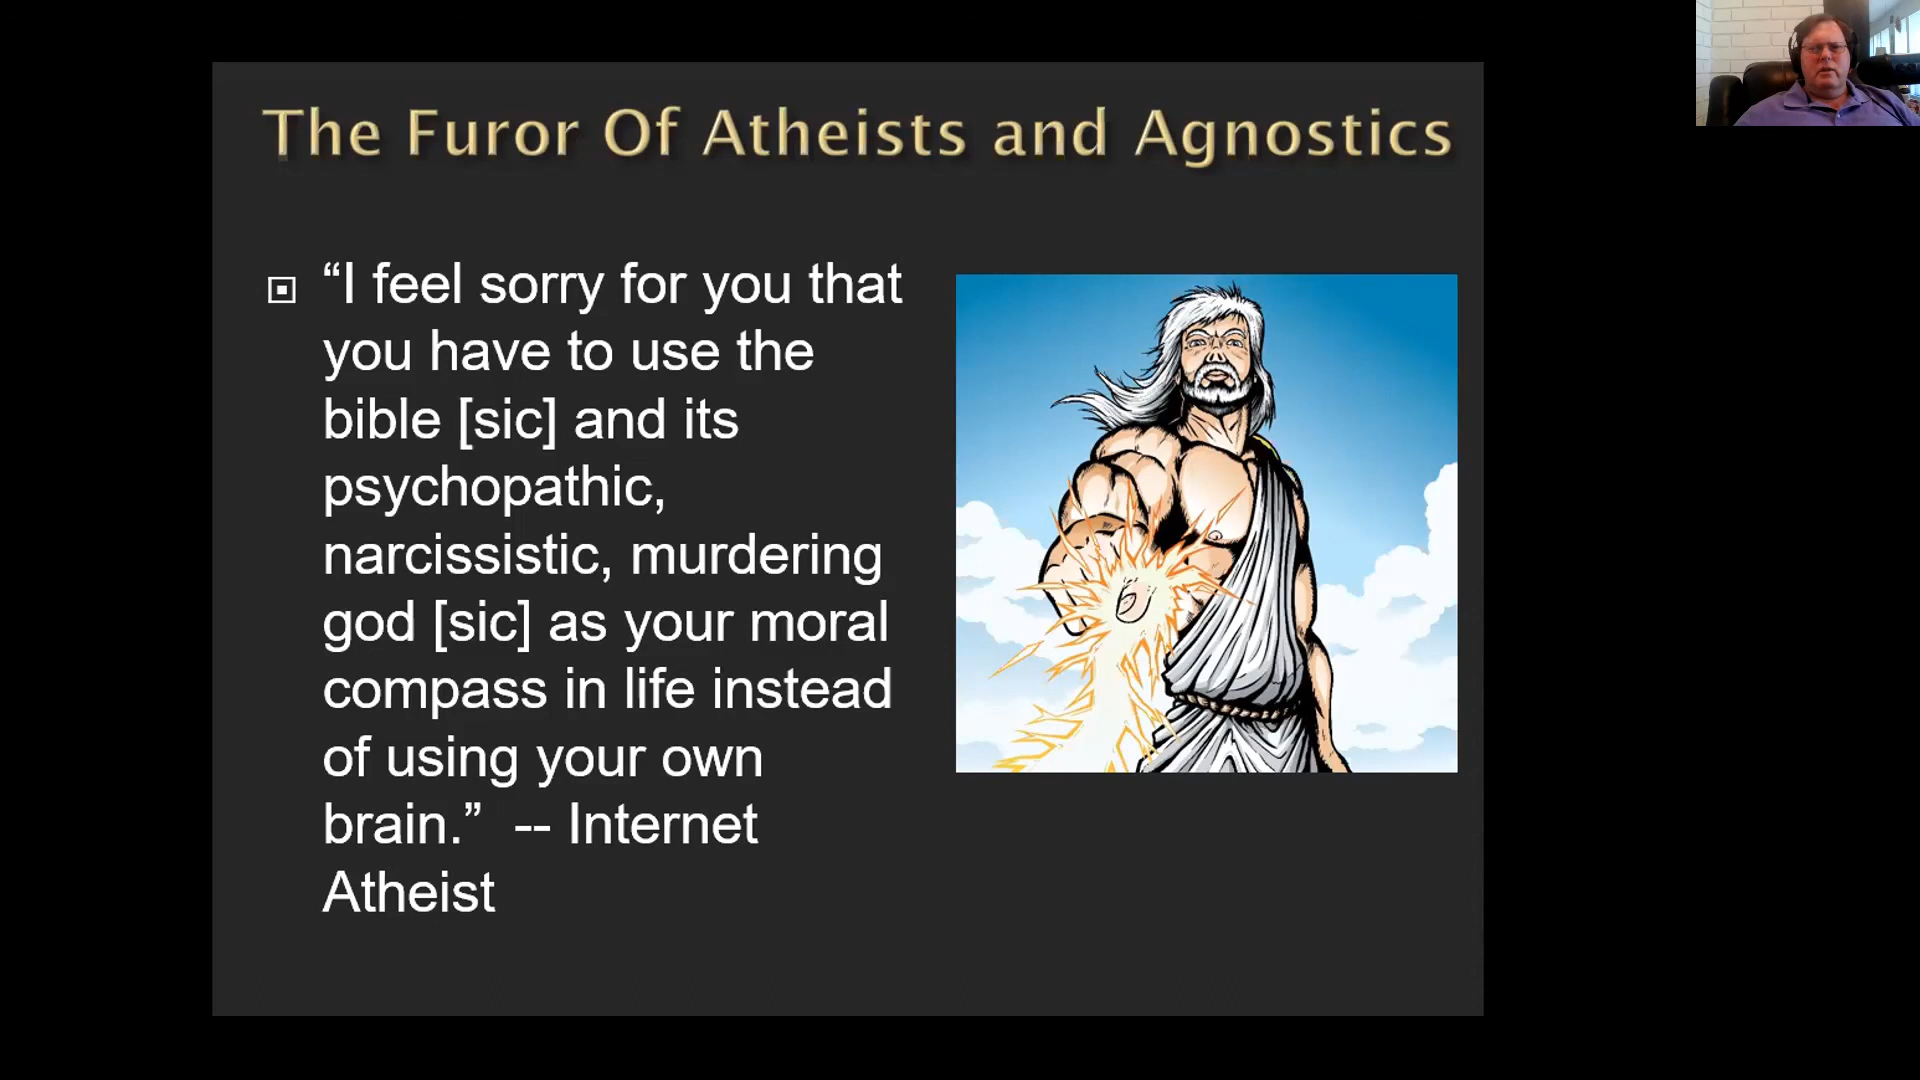 The Furor Of Atheists and Agnostics
“I feel sorry for you that
you have to use the
bible [sic] and its
psychopathic,
narcissistic, murdering
god [sic] as your moral
compass in life instead
of using your own
brain.”  -- Internet
Atheist